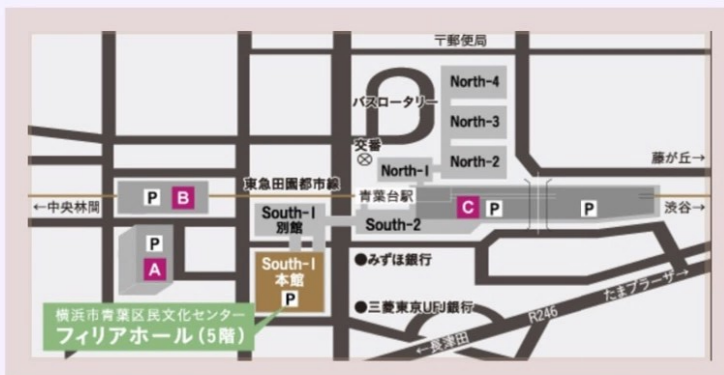 〒郵便局
North-4
バスロータリー
North-3
交番
North-2
North-1
藤が丘→
東急田園都市線
青葉台駅
P B
←中央林間
C P
P
渋谷→
South-1
別館
South-2
P
A
South-1
本館
P
●みずほ銀行
たまプラーザ→
横浜市青葉区民文化センター
フィリアホール(5階)
●三菱東京UFJ銀行
R246
←長津田